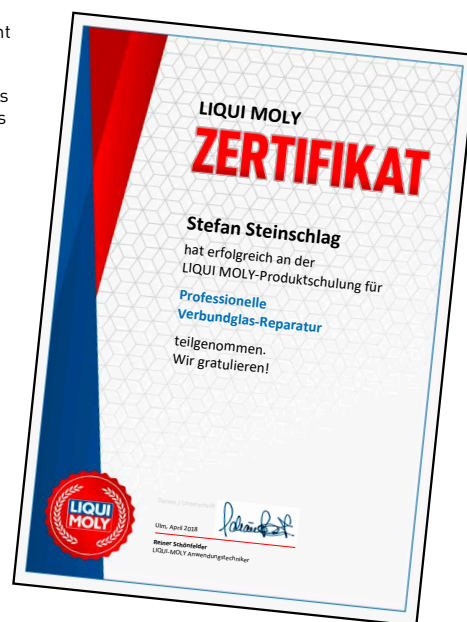 nt
s
s
LIQUI MOLY
ZERTIFIKAT
Stefan Steinschlag
hat erfolgreich an der
LIQUI MOLY-Produktschulung für
Professionelle
Verbundglas-Reparatur
teilgenommen.
Wir gratulieren!
Ulm, April 2018
Reiner Schönfelder
LIQUI-MOLY Anwendungstechniker
LIQUI
MOLY